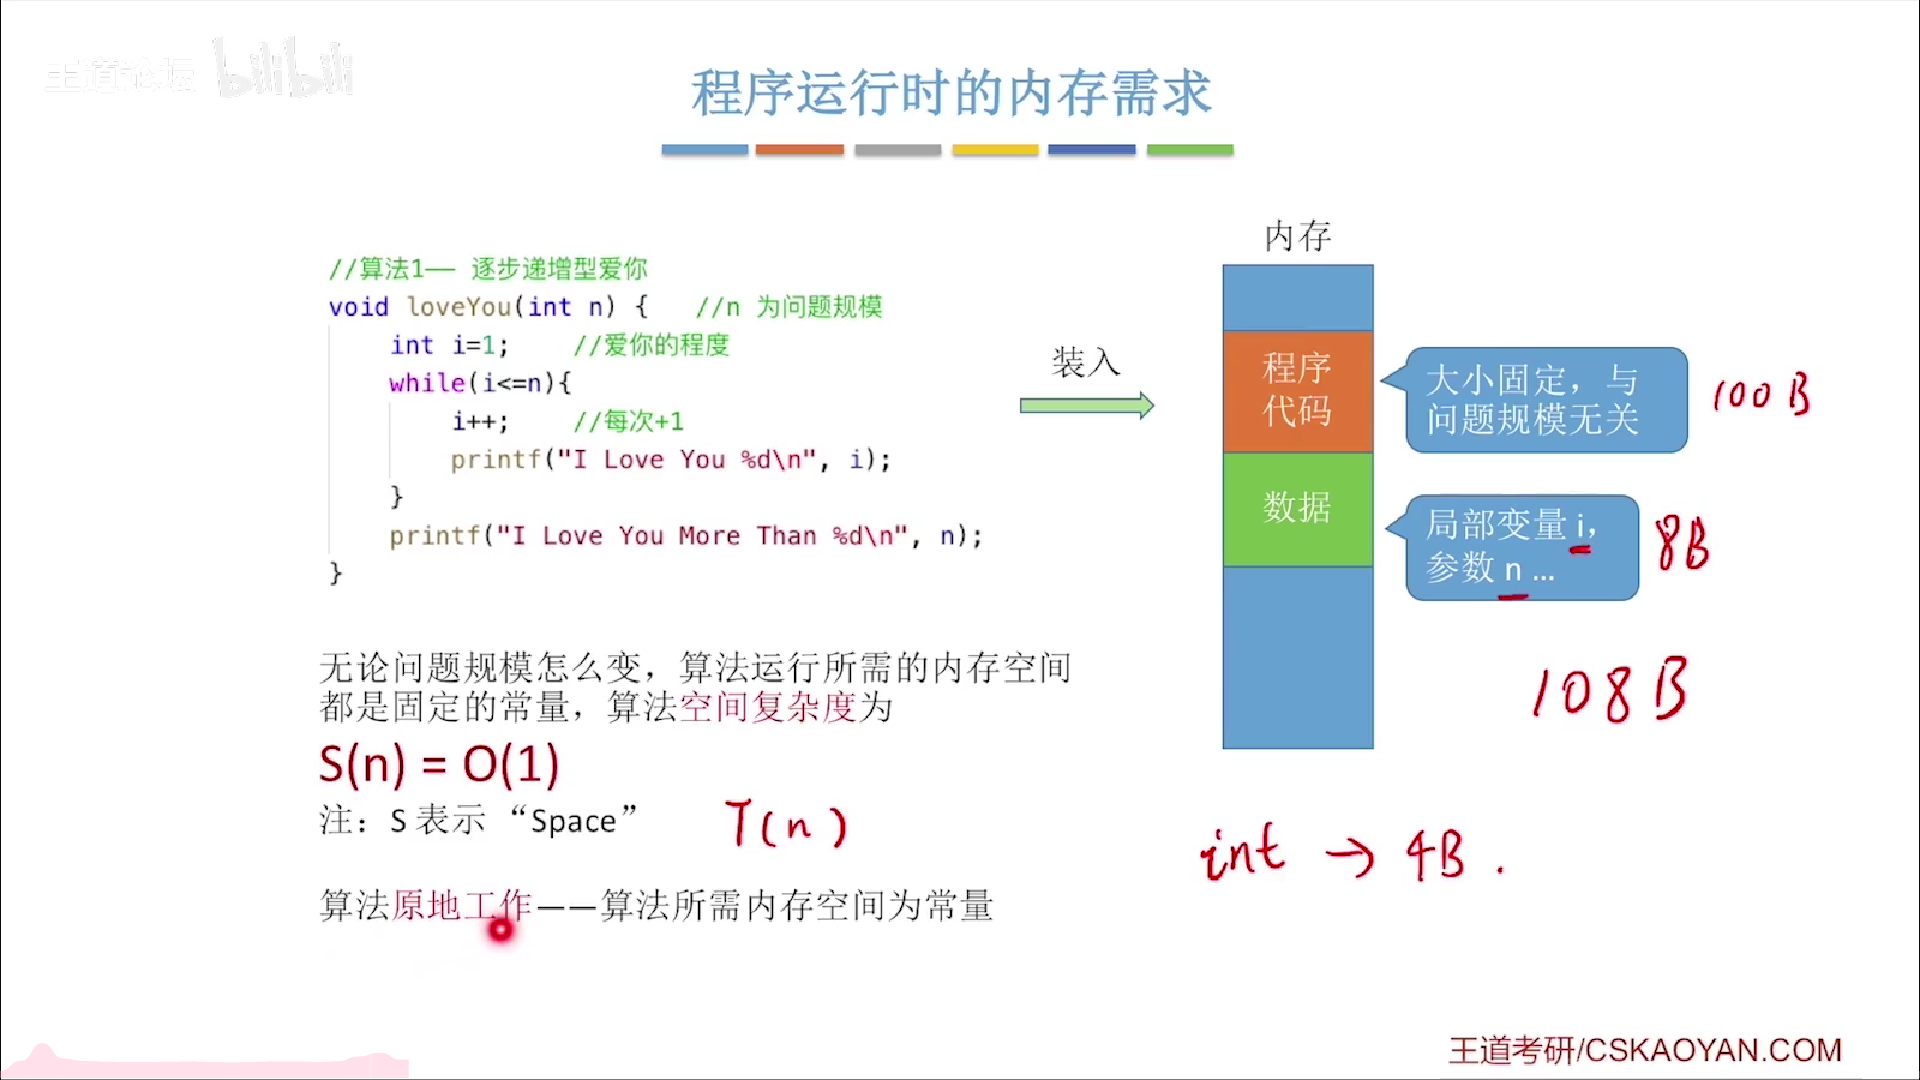 王道论坛 bilibili
程序运行时的内存需求
内存
//算法1—— 逐步递增型爱你
void loveYou(int n) {   //n 为问题规模
int i=1;    //爱你的程度
while(i<=n){
i++;    //每次+1
printf("I Love You %d\n", i);
}
printf("I Love You More Than %d\n", n);
}
装入
程序
代码
大小固定，与
问题规模无关
100B
数据
局部变量 i，
参数 n ...
8B
108B
无论问题规模怎么变，算法运行所需的内存空间
都是固定的常量，算法空间复杂度为
S(n) = O(1)
注：S 表示 “Space”
T(n)
int → 4B .
算法原地工作——算法所需内存空间为常量
王道考研/CSKAOYAN.COM